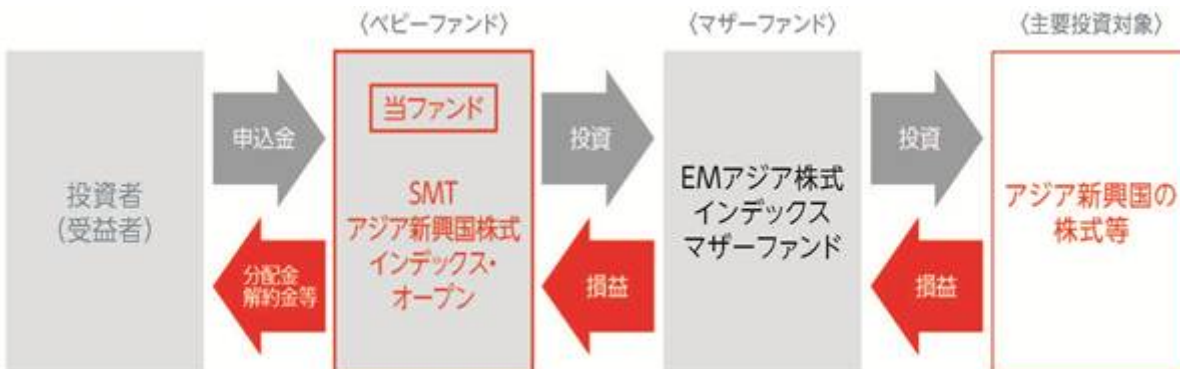 〈ベビーファンド〉
〈マザーファンド〉
〈主要投資対象〉
投資者
(受益者)
申込金
分配金
解約金等
当ファンド
SMT
アジア新興国株式
インデックス・
オープン
投資
損益
EMアジア株式
インデックス
マザーファンド
投資
損益
アジア新興国の
株式等